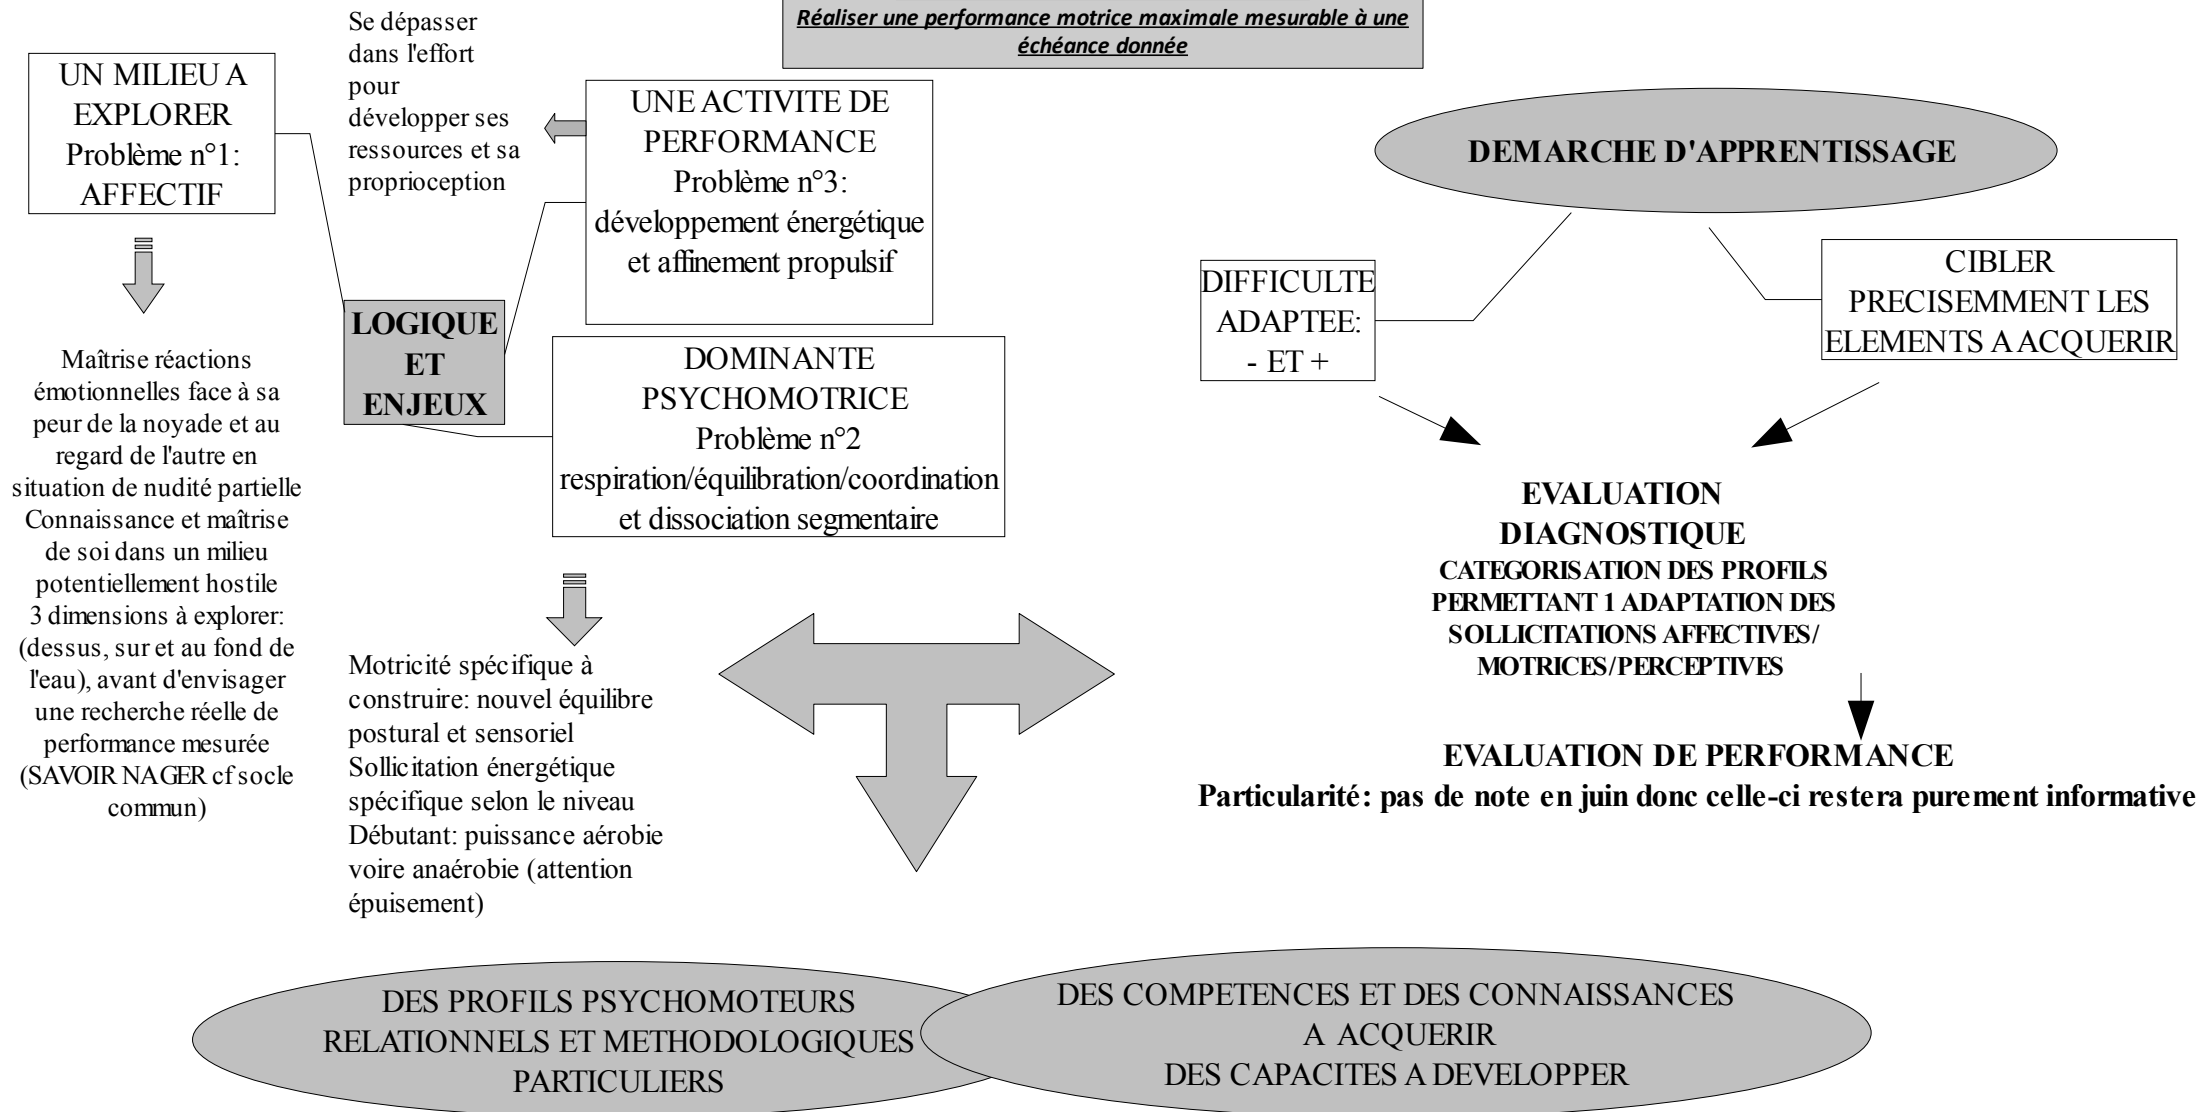 Réaliser une performance motrice maximale mesurable à une
échéance donnée
UN MILIEU A
EXPLORER
Problème n°1:
AFFECTIF
Se dépasser
dans l'effort
pour
développer ses
ressources et sa
proprioception
UNE ACTIVITE DE
PERFORMANCE
Problème n°3:
développement énergétique
et affinement propulsif
LOGIQUE
ET
ENJEUX
DOMINANTE
PSYCHOMOTRICE
Problème n°2
respiration/équilibration/coordination
et dissociation segmentaire
Maîtrise réactions
émotionnelles face à sa
peur de la noyade et au
regard de l'autre en
situation de nudité partielle
Connaissance et maîtrise
de soi dans un milieu
potentiellement hostile
3 dimensions à explorer:
(dessus, sur et au fond de
l'eau), avant d'envisager
une recherche réelle de
performance mesurée
(SAVOIR NAGER cf socle
commun)
Motricité spécifique à
construire: nouvel équilibre
postural et sensoriel
Sollicitation énergétique
spécifique selon le niveau
Débutant: puissance aérobie
voire anaérobie (attention
épuisement)
DEMARCHE D'APPRENTISSAGE
DIFFICULTE
ADAPTEE:
- ET +
CIBLER
PRECISEMMENT LES
ELEMENTS A ACQUERIR
EVALUATION
DIAGNOSTIQUE
CATEGORISATION DES PROFILS
PERMETTANT 1 ADAPTATION DES
SOLLICITATIONS AFFECTIVES/
MOTRICES/PERCEPTIVES
EVALUATION DE PERFORMANCE
Particularité: pas de note en juin donc celle-ci restera purement informative
DES PROFILS PSYCHOMOTEURS
RELATIONNELS ET METHODOLOGIQUES
PARTICULIERS
DES COMPETENCES ET DES CONNAISSANCES
A ACQUERIR
DES CAPACITES A DEVELOPPER